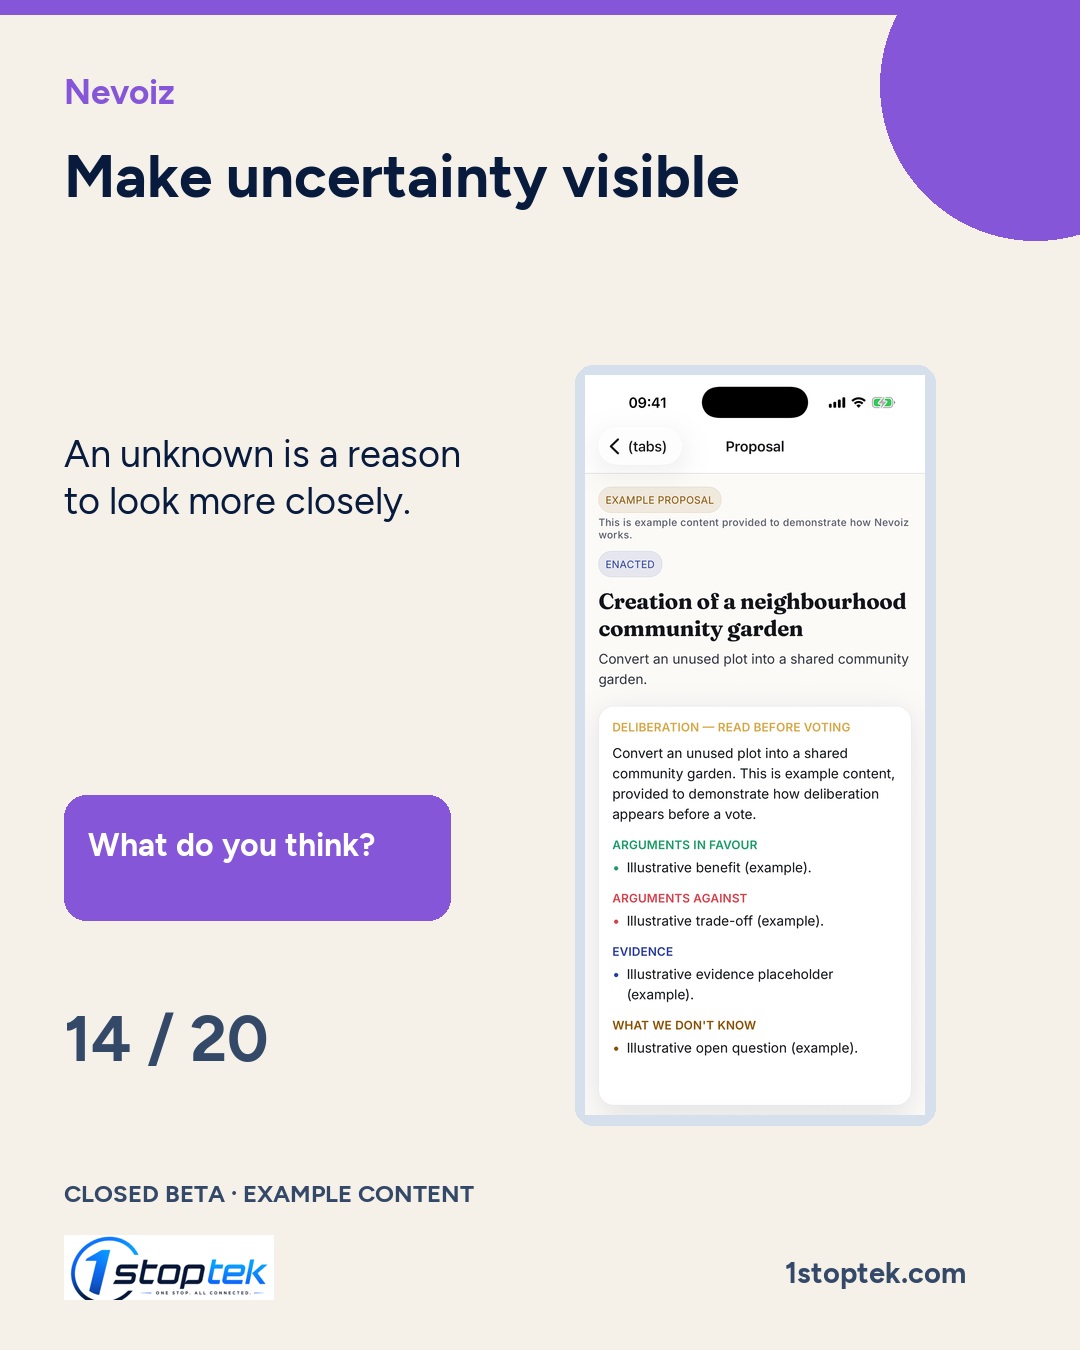 Nevoiz
Make uncertainty visible
An unknown is a reason
to look more closely.
What do you think?
14 / 20
09:41
(tabs)
Proposal
EXAMPLE PROPOSAL
This is example content provided to demonstrate how Nevoiz
works.
ENACTED
Creation of a neighbourhood
community garden
Convert an unused plot into a shared community
garden.
DELIBERATION — READ BEFORE VOTING
Convert an unused plot into a shared
community garden. This is example content,
provided to demonstrate how deliberation
appears before a vote.
ARGUMENTS IN FAVOUR
• Illustrative benefit (example).
ARGUMENTS AGAINST
• Illustrative trade-off (example).
EVIDENCE
• Illustrative evidence placeholder
(example).
WHAT WE DON'T KNOW
• Illustrative open question (example).
CLOSED BETA · EXAMPLE CONTENT
1stoptek
ONE STOP. ALL CONNECTED.
1stoptek.com